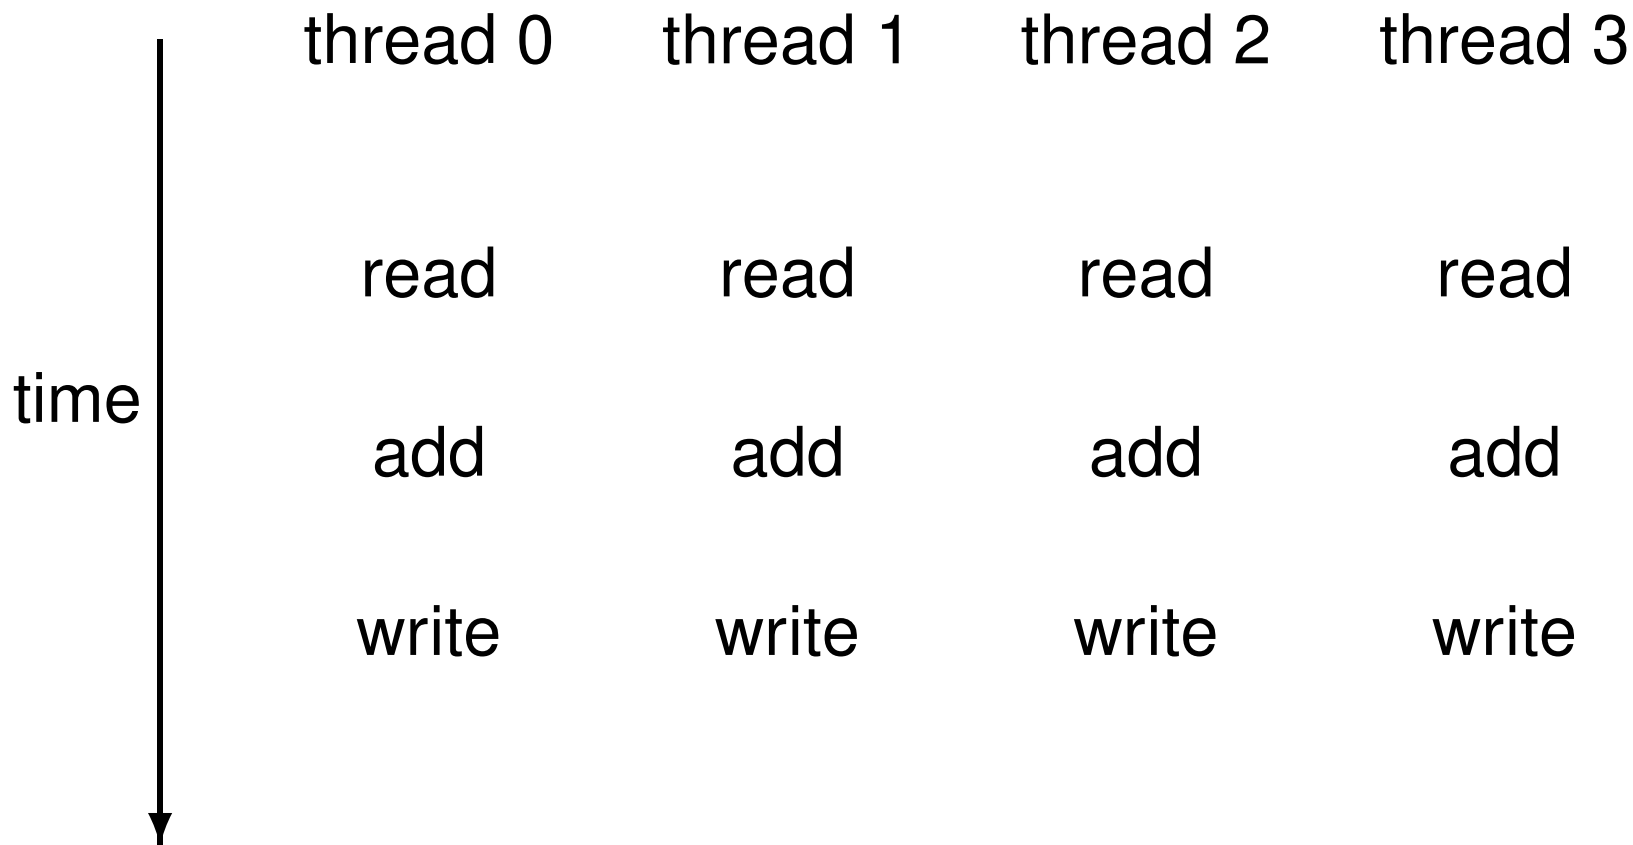 thread 0 thread 1 thread 2 thread 3
read read read read
time
add add add add
write write write write